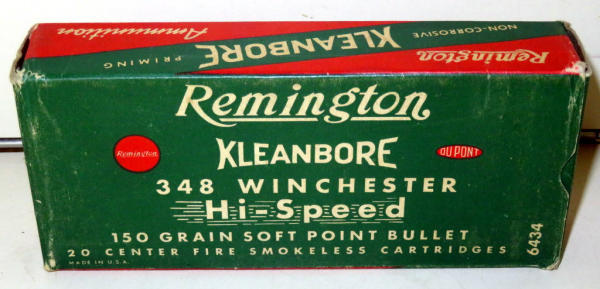 Remington
Ammunition
KLEANBORE
PRIMING
NON-CORROSIVE
Remington
Remington
KLEANBORE
Remington
DU PONT
348 WINCHESTER
Hi-Speed
150 GRAIN SOFT POINT BULLET
20 CENTER FIRE SMOKELESS CARTRIDGES
MADE IN U.S.A.
6434